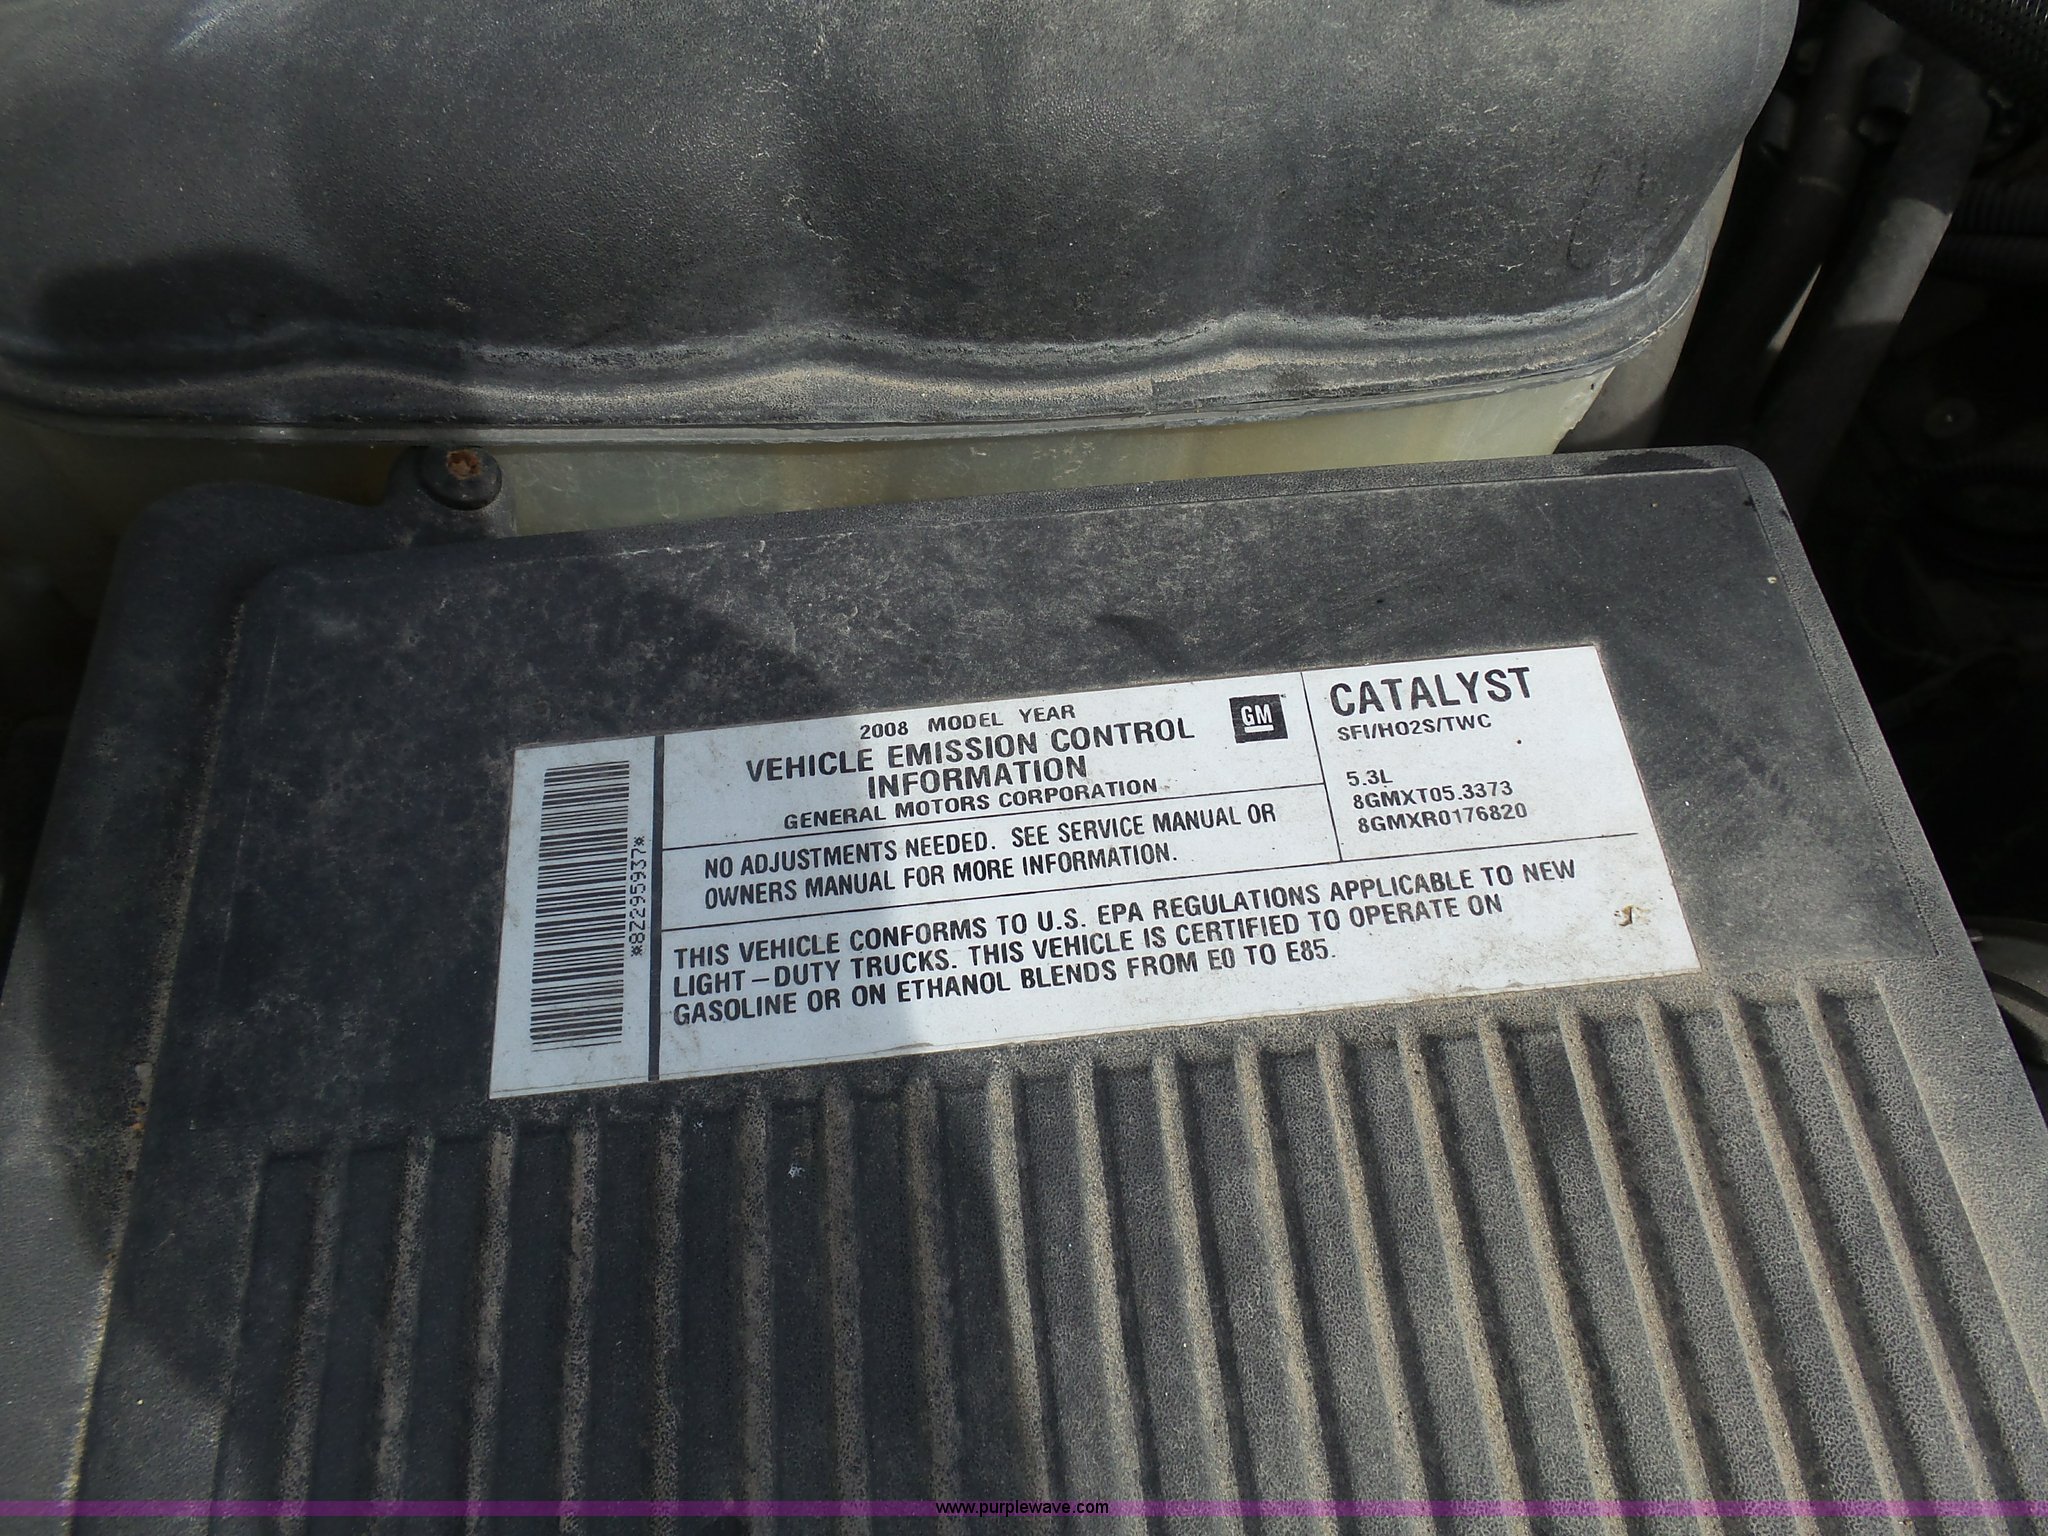 2008 MODEL YEAR
VEHICLE EMISSION CONTROL
INFORMATION
GENERAL MOTORS CORPORATION
GM
CATALYST
SFI/HO2S/TWC
5.3L
8GMXT05.3373
8GMXR0176820
NO ADJUSTMENTS NEEDED. SEE SERVICE MANUAL OR
OWNERS MANUAL FOR MORE INFORMATION.
THIS VEHICLE CONFORMS TO U.S. EPA REGULATIONS APPLICABLE TO NEW
LIGHT-DUTY TRUCKS. THIS VEHICLE IS CERTIFIED TO OPERATE ON
GASOLINE OR ON ETHANOL BLENDS FROM E0 TO E85.
*8Z295937*
www.purplewave.com